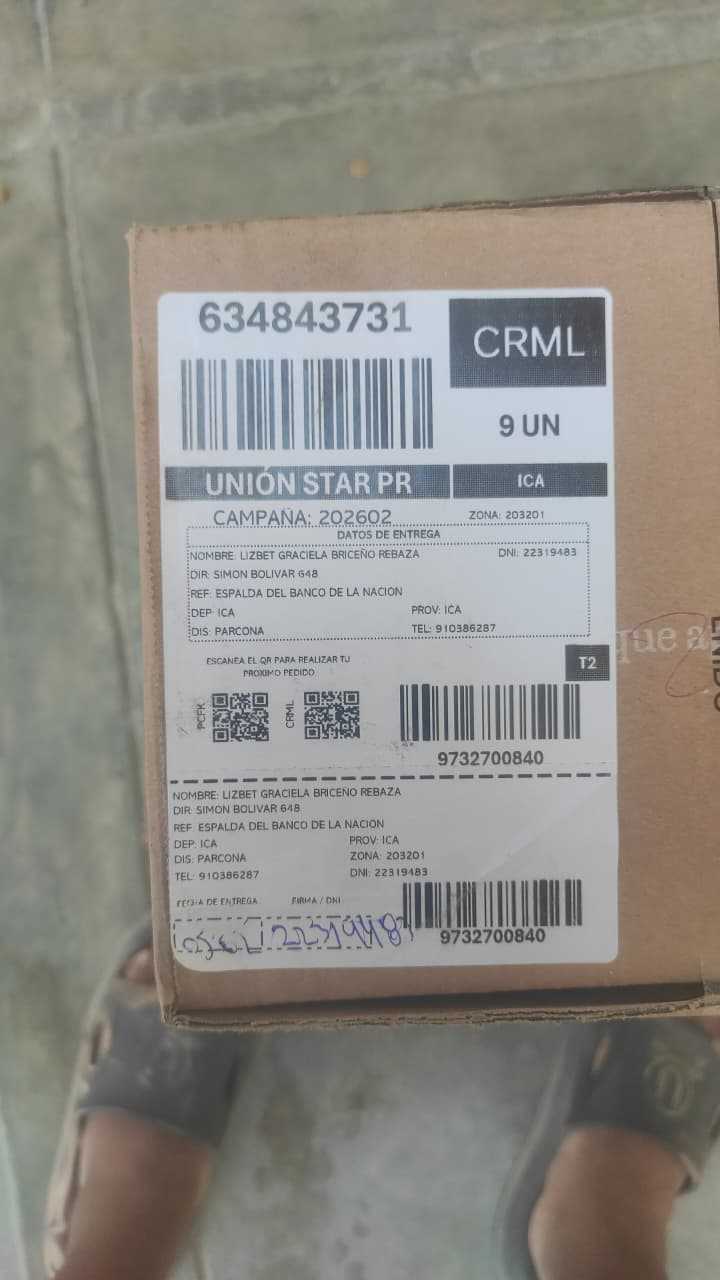 634843731
CRML
9 UN
UNIÓN STAR PR
ICA
CAMPAÑA: 202602
ZONA: 203201
DATOS DE ENTREGA
NOMBRE: LIZBET GRACIELA BRICEÑO REBAZA
DNI: 22319483
DIR: SIMON BOLIVAR 648
REF: ESPALDA DEL BANCO DE LA NACION
DEP: ICA
PROV: ICA
DIS: PARCONA
TEL: 910386287
ESCANEA EL QR PARA REALIZAR TU
PROXIMO PEDIDO
T2
que a
CRML
9732700840
NOMBRE: LIZBET GRACIELA BRICEÑO REBAZA
DIR: SIMON BOLIVAR 648
REF: ESPALDA DEL BANCO DE LA NACION
DEP: ICA
PROV: ICA
DIS: PARCONA
ZONA: 203201
TEL: 910386287
DNI: 22319483
FECHA DE ENTREGA
FIRMA / DNI
22319483
9732700840